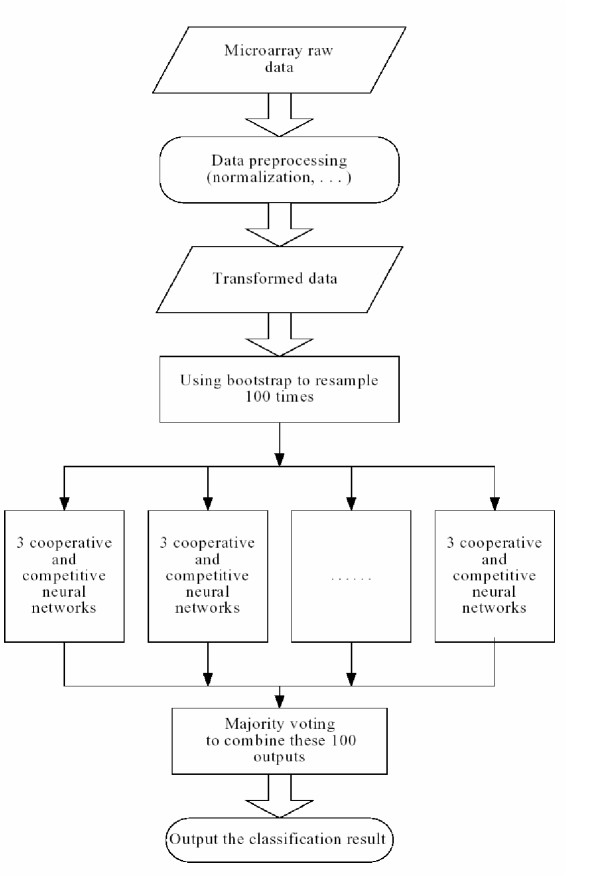 Microarray raw
data
Data preprocessing
(normalization, . . . )
Transformed data
Using bootstrap to resample
100 times
3 cooperative
and
competitive
neural
networks
3 cooperative
and
competitive
neural
networks
. . . . . .
3 cooperative
and
competitive
neural
networks
Majority voting
to combine these 100
outputs
Output the classification result